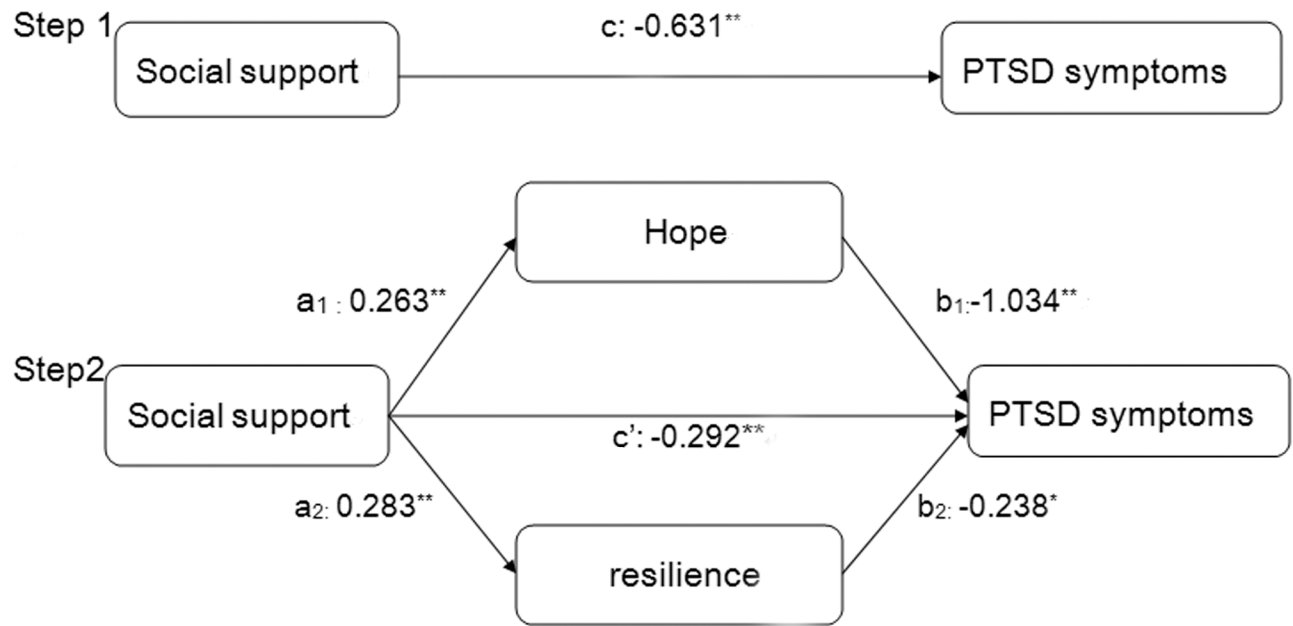 Step 1
c: -0.631**
Social support
PTSD symptoms
Hope
a1 : 0.263**
b1:-1.034**
Step2
Social support
PTSD symptoms
c’: -0.292**
a2: 0.283**
b2: -0.238*
resilience